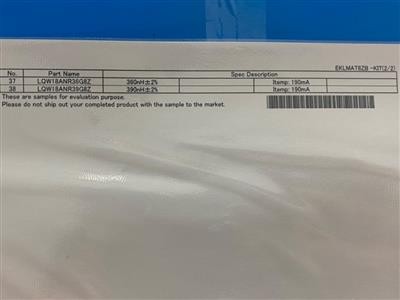 EKLMAT8ZB -KIT(2/2)
No. Part Name Spec Description
37 LQW18ANR36G8Z 360nH±2% Itemp: 190mA
38 LQW18ANR39G8Z 390nH±2% Itemp: 190mA
These are samples for evaluation purpose.
Please do not ship out your completed product with the sample to the market.